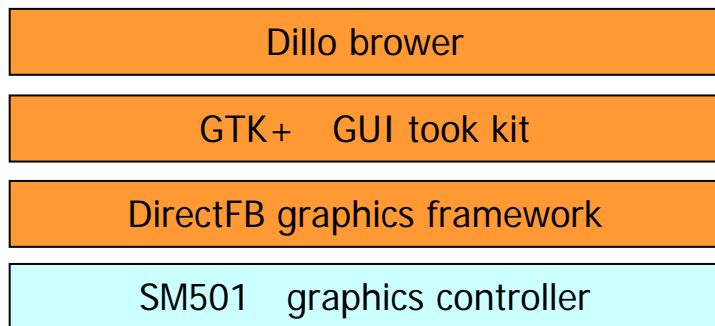 Dillo brower
GTK+ GUI took kit
DirectFB graphics framework
SM501 graphics controller